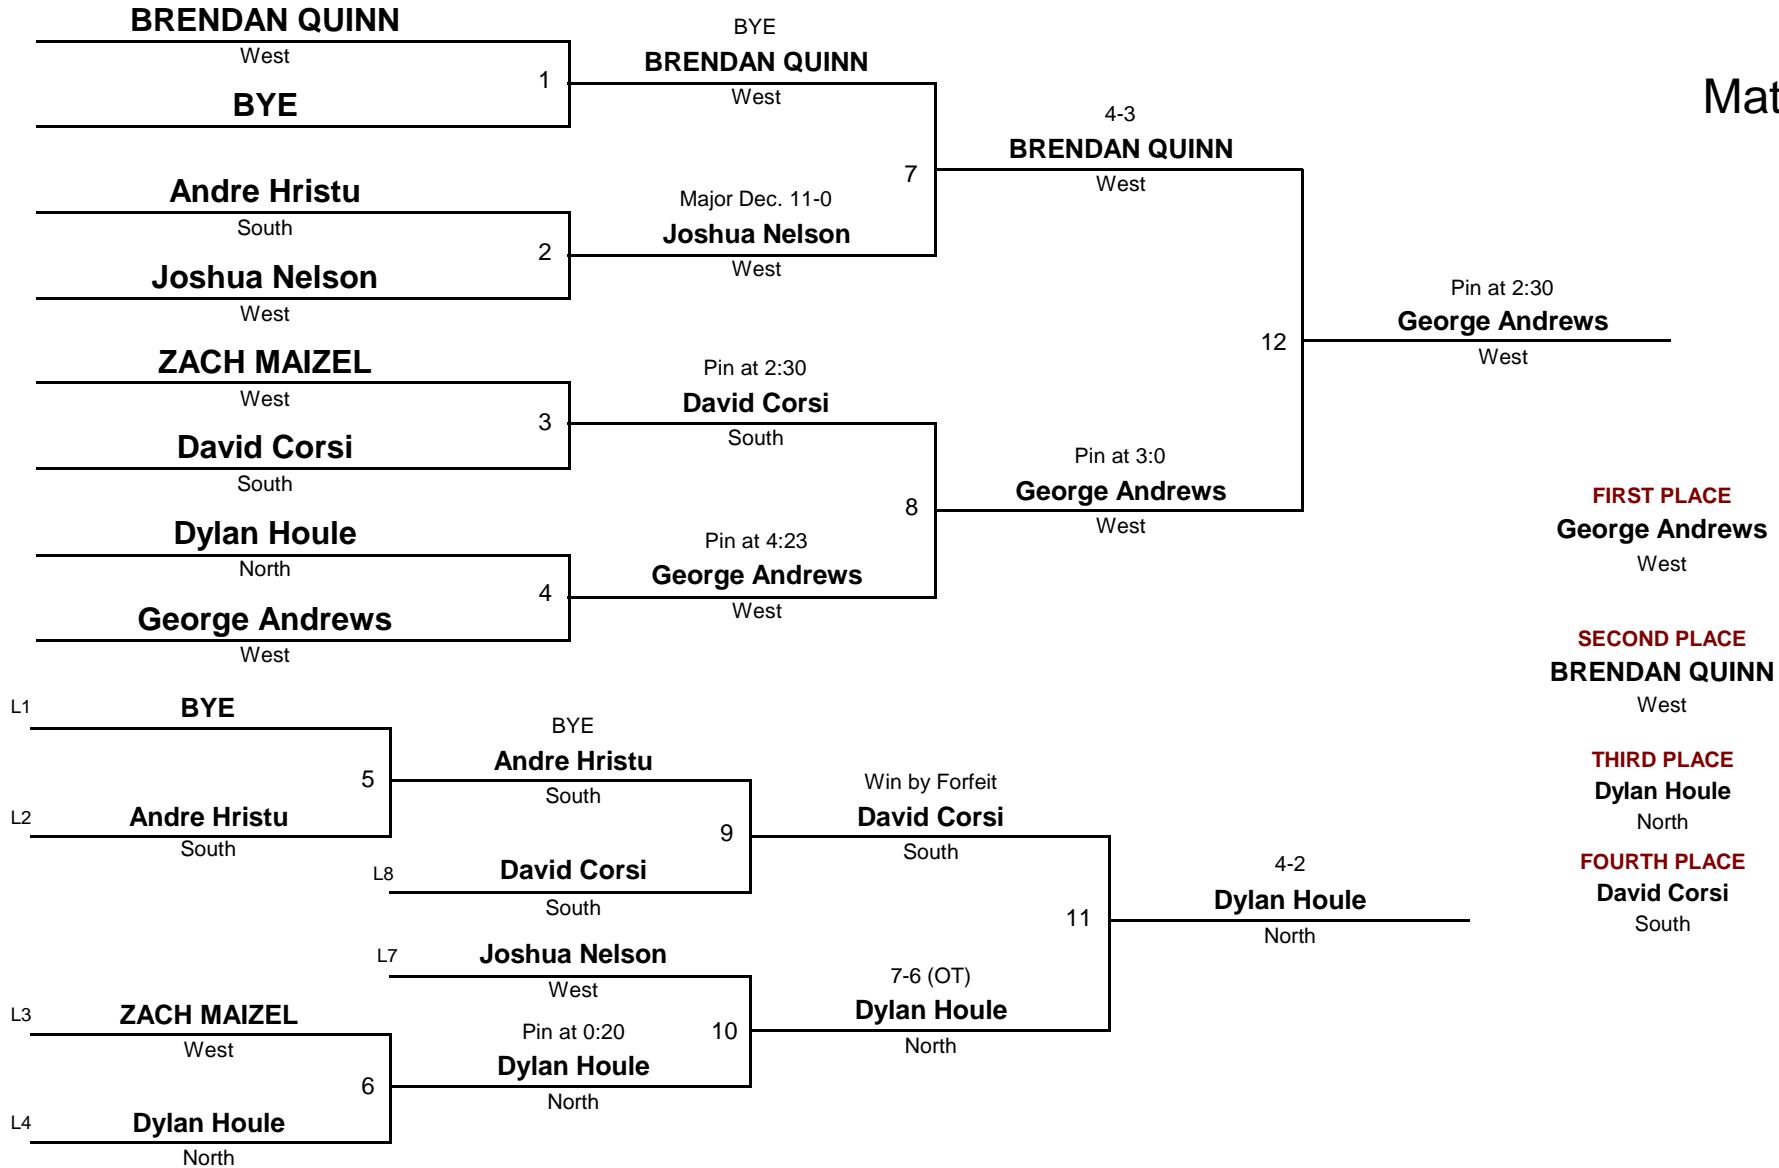 BRENDAN QUINN
West
1
BYE
Andre Hristu
South
2
Joshua Nelson
West
ZACH MAIZEL
West
3
David Corsi
South
Dylan Houle
North
4
George Andrews
West
BYE
BRENDAN QUINN
West
7
Major Dec. 11-0
Joshua Nelson
West
Pin at 2:30
David Corsi
South
8
Pin at 4:23
George Andrews
West
4-3
BRENDAN QUINN
West
12
Pin at 3:0
George Andrews
West
Pin at 2:30
George Andrews
West
Mat
FIRST PLACE
George Andrews
West
SECOND PLACE
BRENDAN QUINN
West
THIRD PLACE
Dylan Houle
North
FOURTH PLACE
David Corsi
South
L1
BYE
5
L2
Andre Hristu
South
L3
ZACH MAIZEL
West
6
L4
Dylan Houle
North
BYE
Andre Hristu
South
9
L8
David Corsi
South
L7
Joshua Nelson
West
10
Pin at 0:20
Dylan Houle
North
Win by Forfeit
David Corsi
South
11
7-6 (OT)
Dylan Houle
North
4-2
Dylan Houle
North